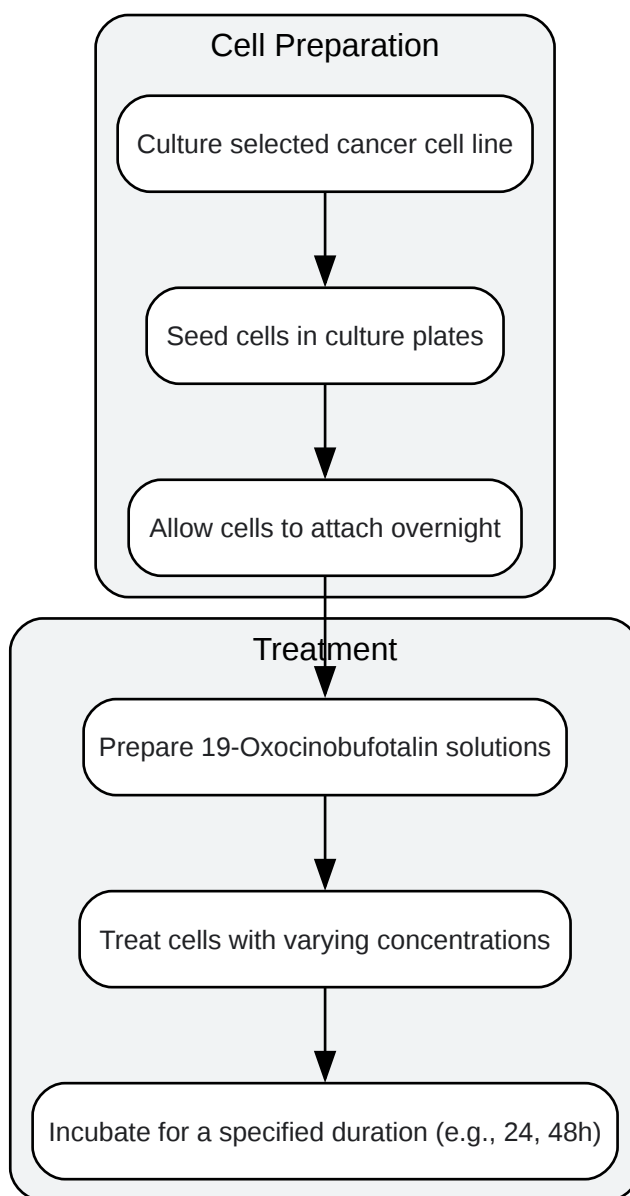 Cell Preparation
Culture selected cancer cell line
Seed cells in culture plates
Allow cells to attach overnight
Treatment
Prepare 19-Oxocinobufotalin solutions
Treat cells with varying concentrations
Incubate for a specified duration (e.g., 24, 48h)